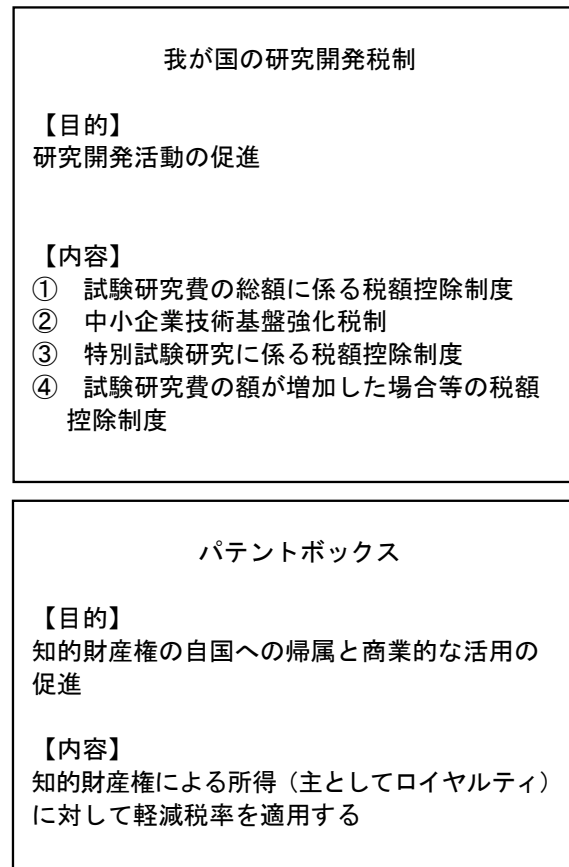 我が国の研究開発税制
【目的】
研究開発活動の促進
【内容】
① 試験研究費の総額に係る税額控除制度
② 中小企業技術基盤強化税制
③ 特別試験研究に係る税額控除制度
④ 試験研究費の額が増加した場合等の税額
控除制度
パテントボックス
【目的】
知的財産権の自国への帰属と商業的な活用の
促進
【内容】
知的財産権による所得（主としてロイヤルティ）
に対して軽減税率を適用する